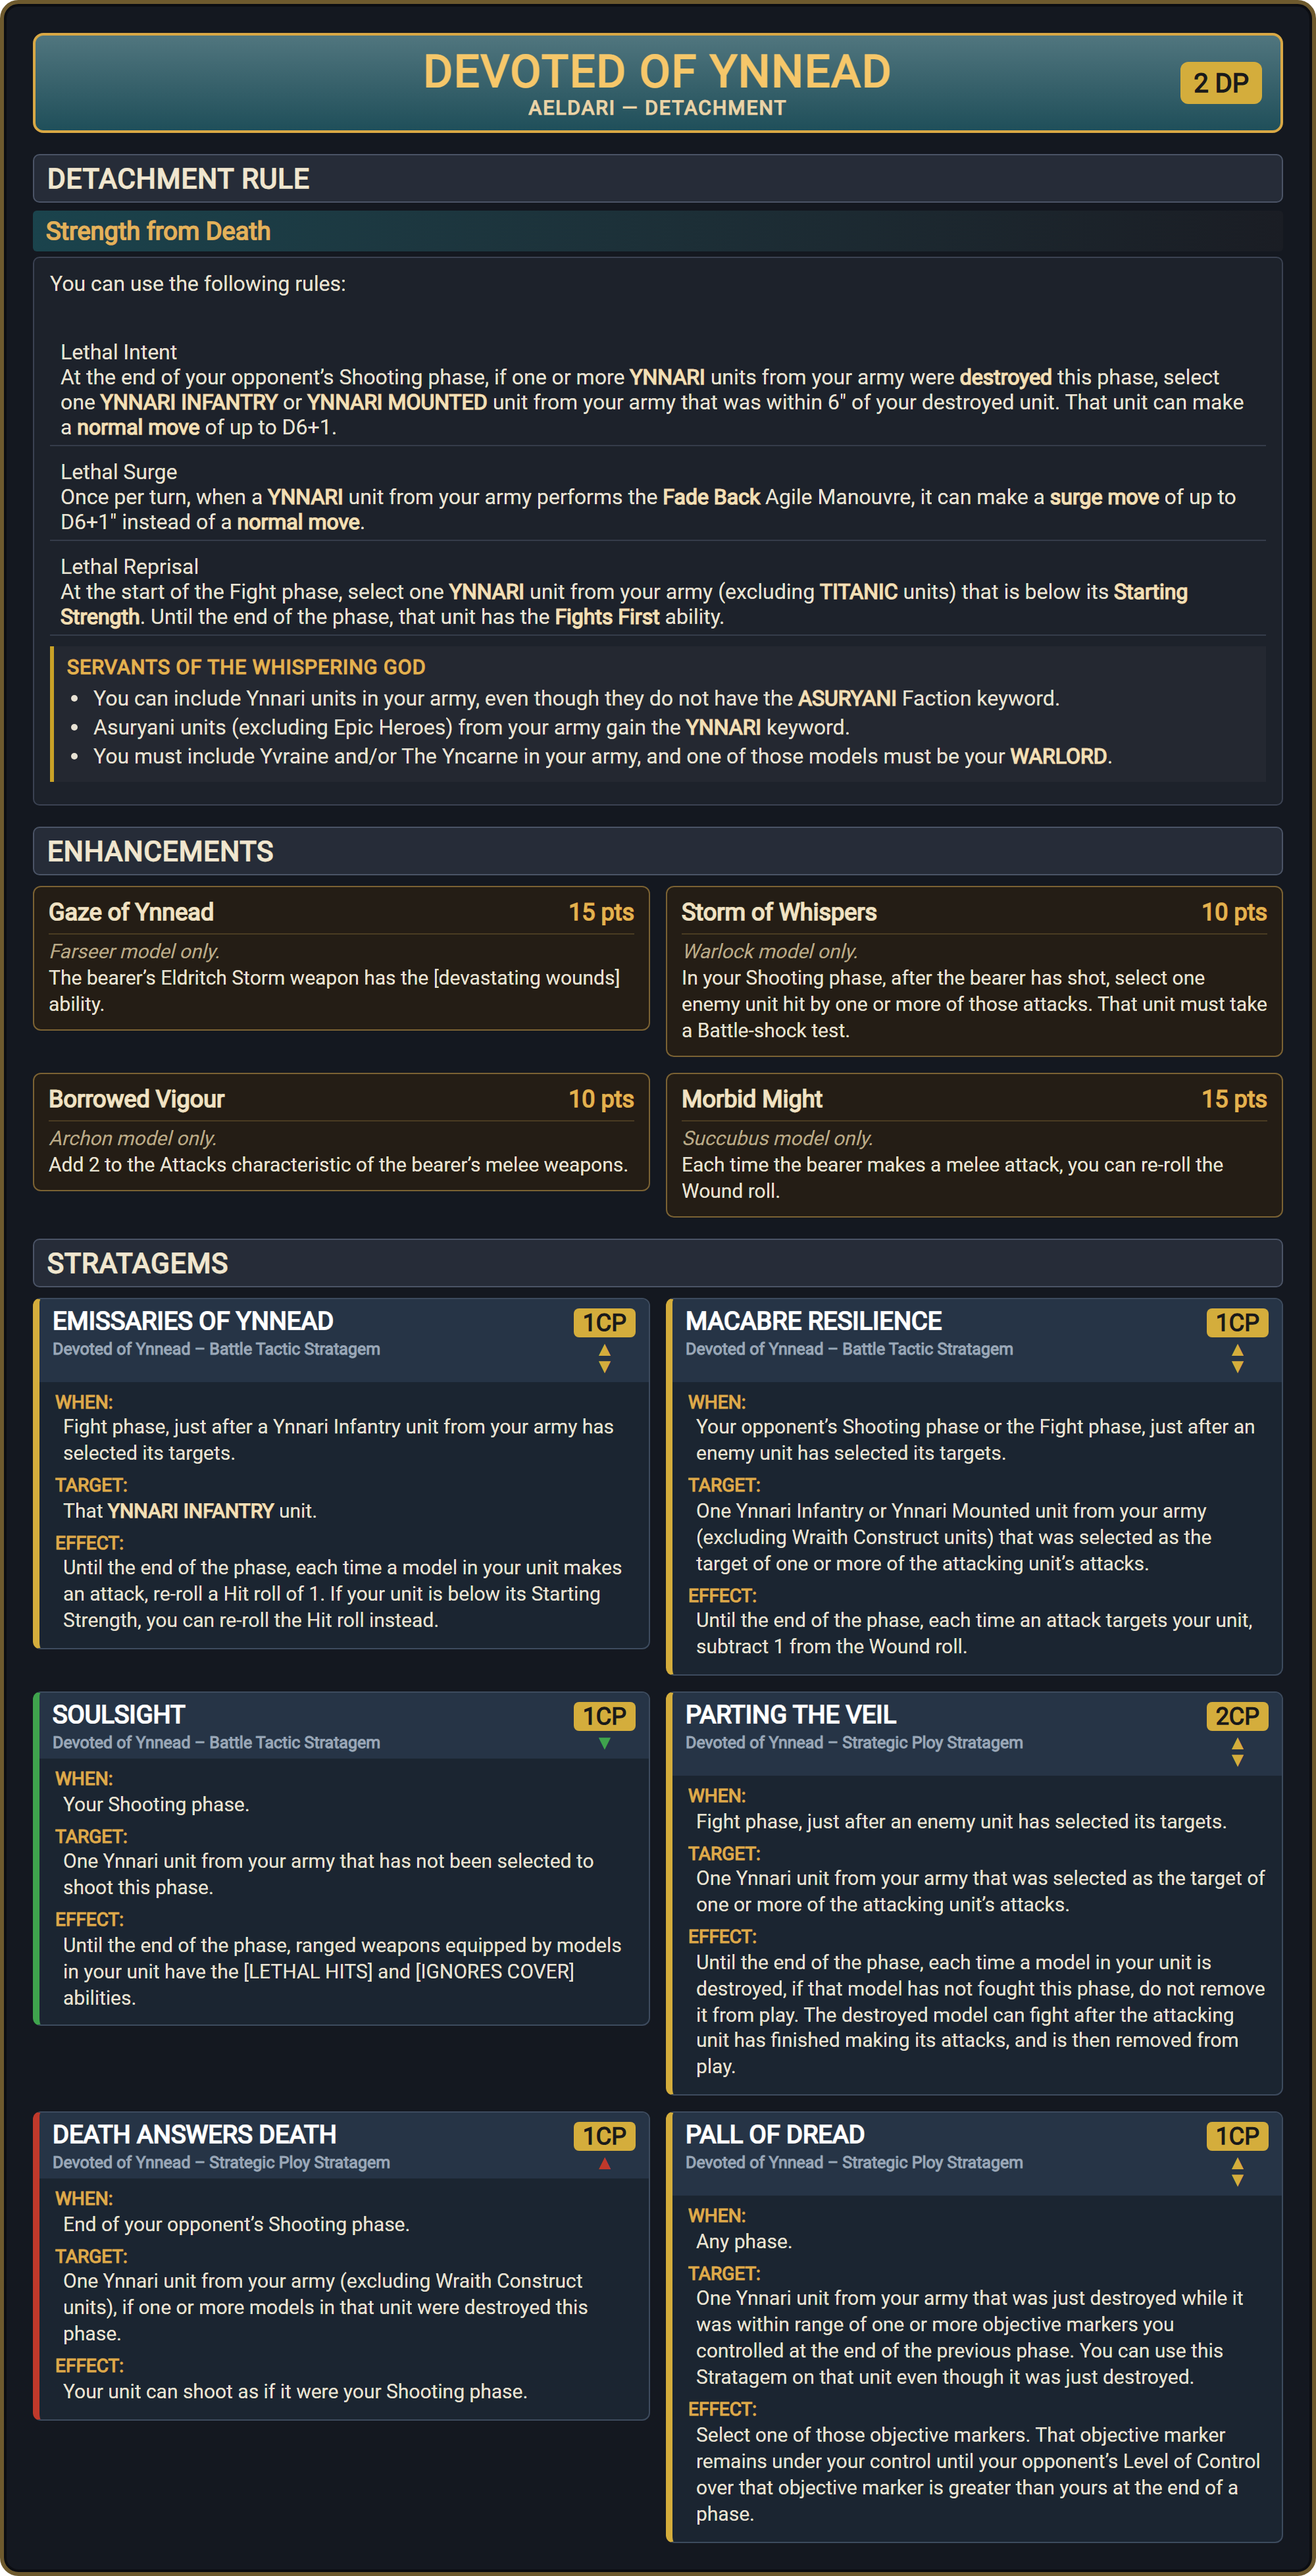 DEVOTED OF YNNEAD
AELDARI — DETACHMENT
2 DP
DETACHMENT RULE
Strength from Death
You can use the following rules:
Lethal Intent
At the end of your opponent’s Shooting phase, if one or more YNNARI units from your army were destroyed this phase, select
one YNNARI INFANTRY or YNNARI MOUNTED unit from your army that was within 6" of your destroyed unit. That unit can make
a normal move of up to D6+1.
Lethal Surge
Once per turn, when a YNNARI unit from your army performs the Fade Back Agile Manouvre, it can make a surge move of up to
D6+1" instead of a normal move.
Lethal Reprisal
At the start of the Fight phase, select one YNNARI unit from your army (excluding TITANIC units) that is below its Starting
Strength. Until the end of the phase, that unit has the Fights First ability.
SERVANTS OF THE WHISPERING GOD
• You can include Ynnari units in your army, even though they do not have the ASURYANI Faction keyword.
• Asuryani units (excluding Epic Heroes) from your army gain the YNNARI keyword.
• You must include Yvraine and/or The Yncarne in your army, and one of those models must be your WARLORD.
ENHANCEMENTS
Gaze of Ynnead 15 pts
Farseer model only.
The bearer’s Eldritch Storm weapon has the [devastating wounds]
ability.
Storm of Whispers 10 pts
Warlock model only.
In your Shooting phase, after the bearer has shot, select one
enemy unit hit by one or more of those attacks. That unit must take
a Battle-shock test.
Borrowed Vigour 10 pts
Archon model only.
Add 2 to the Attacks characteristic of the bearer’s melee weapons.
Morbid Might 15 pts
Succubus model only.
Each time the bearer makes a melee attack, you can re-roll the
Wound roll.
STRATAGEMS
EMISSARIES OF YNNEAD 1CP
Devoted of Ynnead – Battle Tactic Stratagem
▲
▼
WHEN:
Fight phase, just after a Ynnari Infantry unit from your army has
selected its targets.
TARGET:
That YNNARI INFANTRY unit.
EFFECT:
Until the end of the phase, each time a model in your unit makes
an attack, re-roll a Hit roll of 1. If your unit is below its Starting
Strength, you can re-roll the Hit roll instead.
MACABRE RESILIENCE 1CP
Devoted of Ynnead – Battle Tactic Stratagem
▲
▼
WHEN:
Your opponent’s Shooting phase or the Fight phase, just after an
enemy unit has selected its targets.
TARGET:
One Ynnari Infantry or Ynnari Mounted unit from your army
(excluding Wraith Construct units) that was selected as the
target of one or more of the attacking unit’s attacks.
EFFECT:
Until the end of the phase, each time an attack targets your unit,
subtract 1 from the Wound roll.
SOULSIGHT 1CP
Devoted of Ynnead – Battle Tactic Stratagem
▼
WHEN:
Your Shooting phase.
TARGET:
One Ynnari unit from your army that has not been selected to
shoot this phase.
EFFECT:
Until the end of the phase, ranged weapons equipped by models
in your unit have the [LETHAL HITS] and [IGNORES COVER]
abilities.
PARTING THE VEIL 2CP
Devoted of Ynnead – Strategic Ploy Stratagem
▲
▼
WHEN:
Fight phase, just after an enemy unit has selected its targets.
TARGET:
One Ynnari unit from your army that was selected as the target of
one or more of the attacking unit’s attacks.
EFFECT:
Until the end of the phase, each time a model in your unit is
destroyed, if that model has not fought this phase, do not remove
it from play. The destroyed model can fight after the attacking
unit has finished making its attacks, and is then removed from
play.
DEATH ANSWERS DEATH 1CP
Devoted of Ynnead – Strategic Ploy Stratagem
▲
WHEN:
End of your opponent’s Shooting phase.
TARGET:
One Ynnari unit from your army (excluding Wraith Construct
units), if one or more models in that unit were destroyed this
phase.
EFFECT:
Your unit can shoot as if it were your Shooting phase.
PALL OF DREAD 1CP
Devoted of Ynnead – Strategic Ploy Stratagem
▲
▼
WHEN:
Any phase.
TARGET:
One Ynnari unit from your army that was just destroyed while it
was within range of one or more objective markers you
controlled at the end of the previous phase. You can use this
Stratagem on that unit even though it was just destroyed.
EFFECT:
Select one of those objective markers. That objective marker
remains under your control until your opponent’s Level of Control
over that objective marker is greater than yours at the end of a
phase.